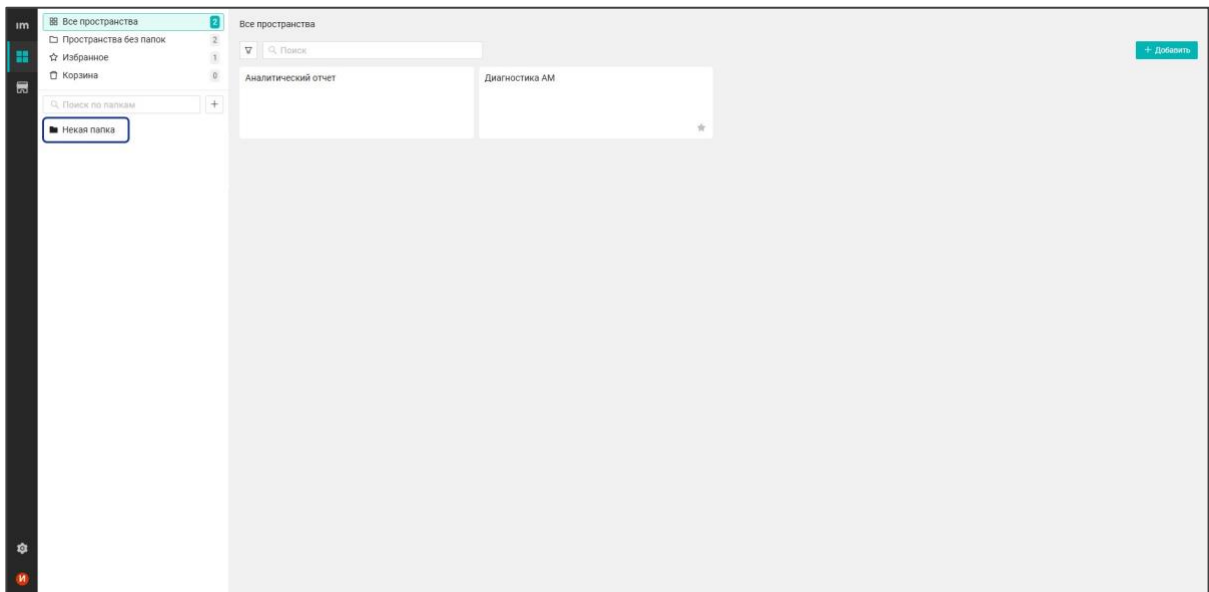 ım
Все пространства 2
Пространства без папок 2
Избранное 1
Корзина 0
Поиск по папкам +
Некая папка
Все пространства
Поиск
+ Добавить
Аналитический отчет
Диагностика АМ
И